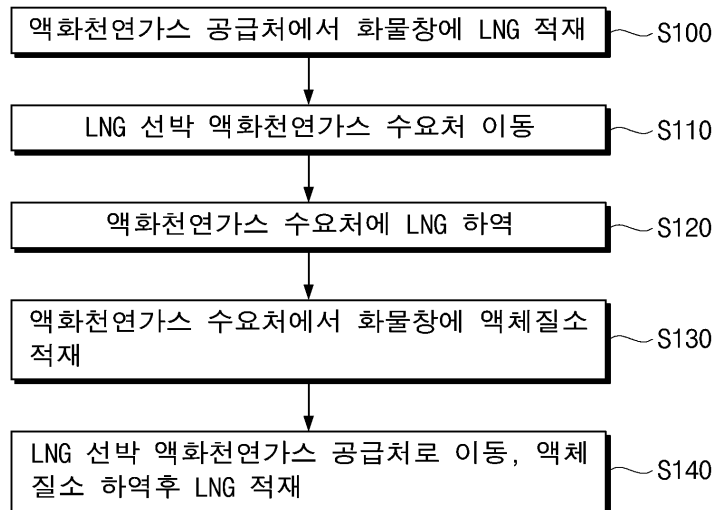 액화천연가스 공급처에서 화물창에 LNG 적재
S100
LNG 선박 액화천연가스 수요처 이동
S110
액화천연가스 수요처에 LNG 하역
S120
액화천연가스 수요처에서 화물창에 액체질소
적재
S130
LNG 선박 액화천연가스 공급처로 이동, 액체
질소 하역후 LNG 적재
S140